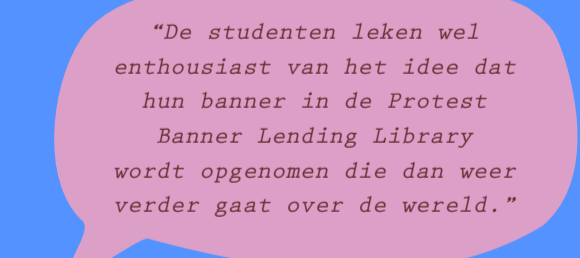 “De studenten leken wel
enthousiast van het idee dat
hun banner in de Protest
Banner Lending Library
wordt opgenomen die dan weer
verder gaat over de wereld.”